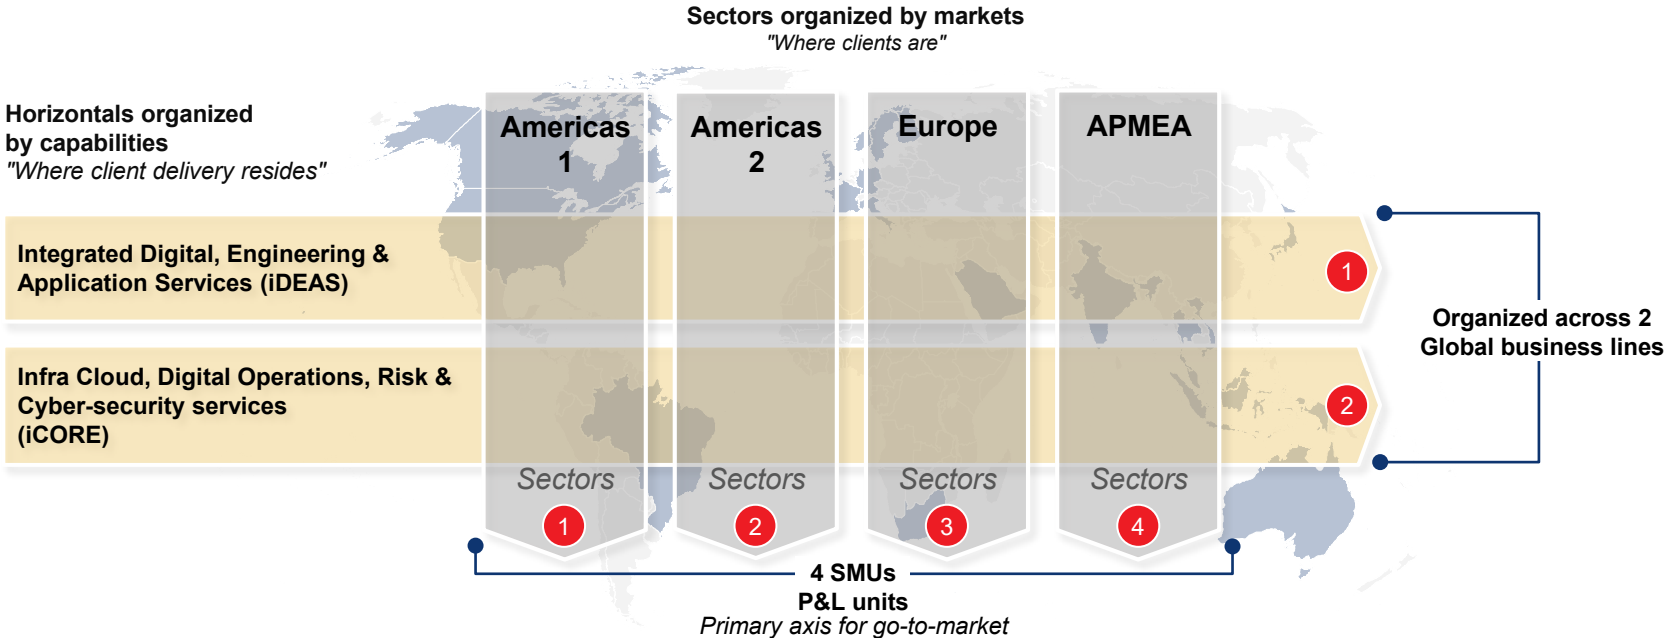 Sectors organized by markets
"Where clients are"
Horizontals organized
by capabilities
"Where client delivery resides"
Americas
1
Americas
2
Europe
APMEA
Integrated Digital, Engineering &
Application Services (iDEAS)
1
Infra Cloud, Digital Operations, Risk &
Cyber-security services
(iCORE)
2
Organized across 2
Global business lines
Sectors
Sectors
Sectors
Sectors
1
2
3
4
4 SMUs
P&L units
Primary axis for go-to-market